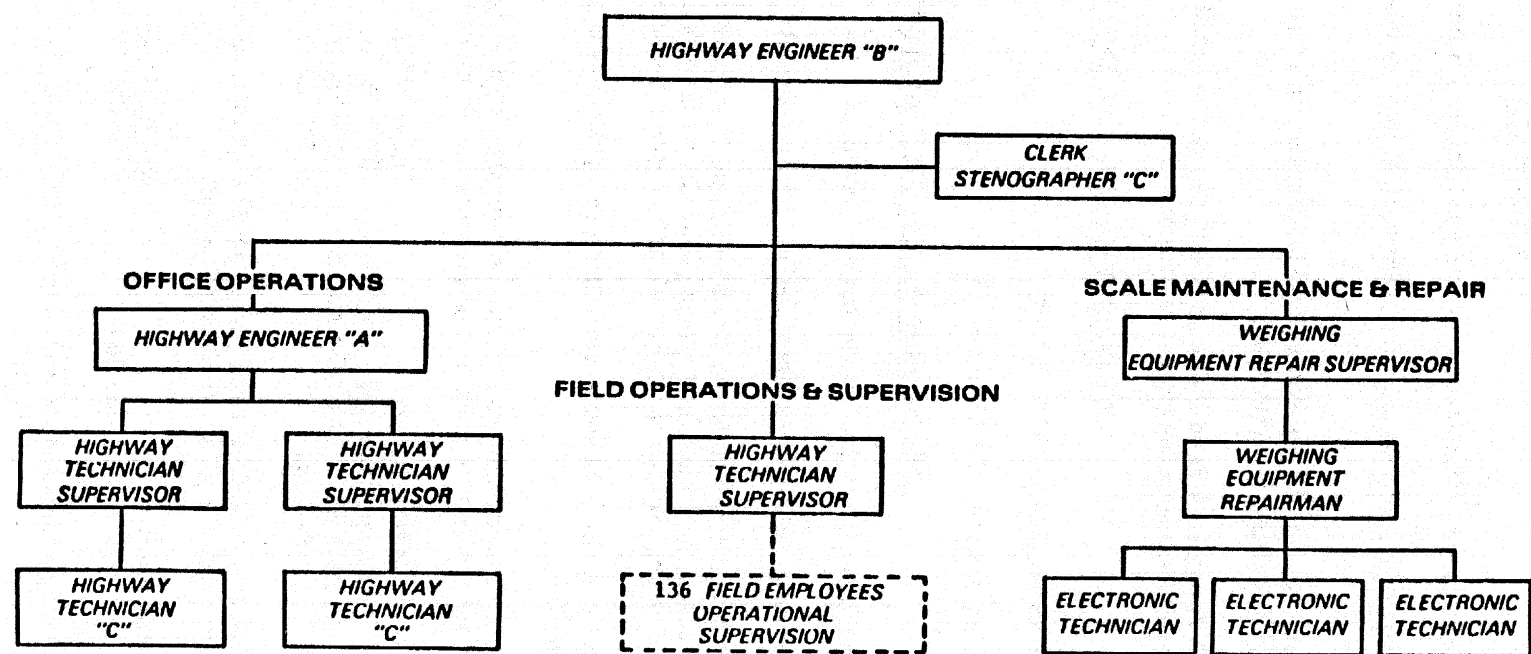 HIGHWAY ENGINEER "B"
CLERK
STENOGRAPHER "C"
OFFICE OPERATIONS
HIGHWAY ENGINEER "A"
HIGHWAY
TECHNICIAN
SUPERVISOR
HIGHWAY
TECHNICIAN
SUPERVISOR
HIGHWAY
TECHNICIAN
"C"
HIGHWAY
TECHNICIAN
"C"
FIELD OPERATIONS & SUPERVISION
HIGHWAY
TECHNICIAN
SUPERVISOR
136 FIELD EMPLOYEES
OPERATIONAL
SUPERVISION
SCALE MAINTENANCE & REPAIR
WEIGHING
EQUIPMENT REPAIR SUPERVISOR
WEIGHING
EQUIPMENT
REPAIRMAN
ELECTRONIC
TECHNICIAN
ELECTRONIC
TECHNICIAN
ELECTRONIC
TECHNICIAN